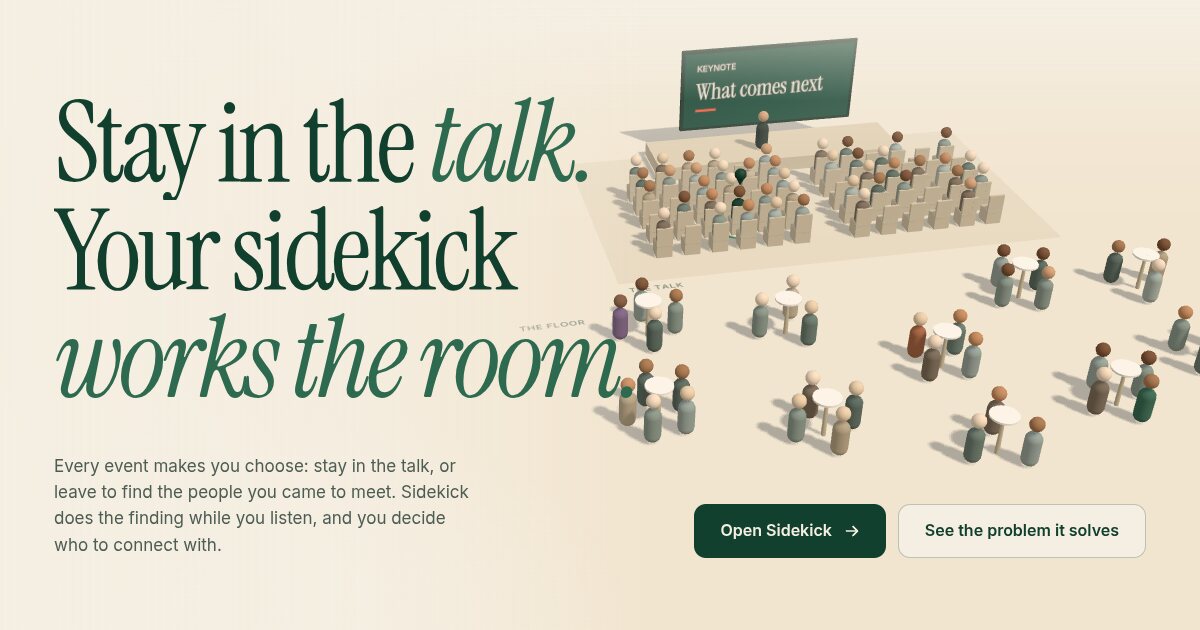 Stay in the talk.
Your sidekick
works the room.
Every event makes you choose: stay in the talk, or
leave to find the people you came to meet. Sidekick
does the finding while you listen, and you decide
who to connect with.
KEYNOTE
What comes next
THE TALK
THE FLOOR
Open Sidekick →
See the problem it solves